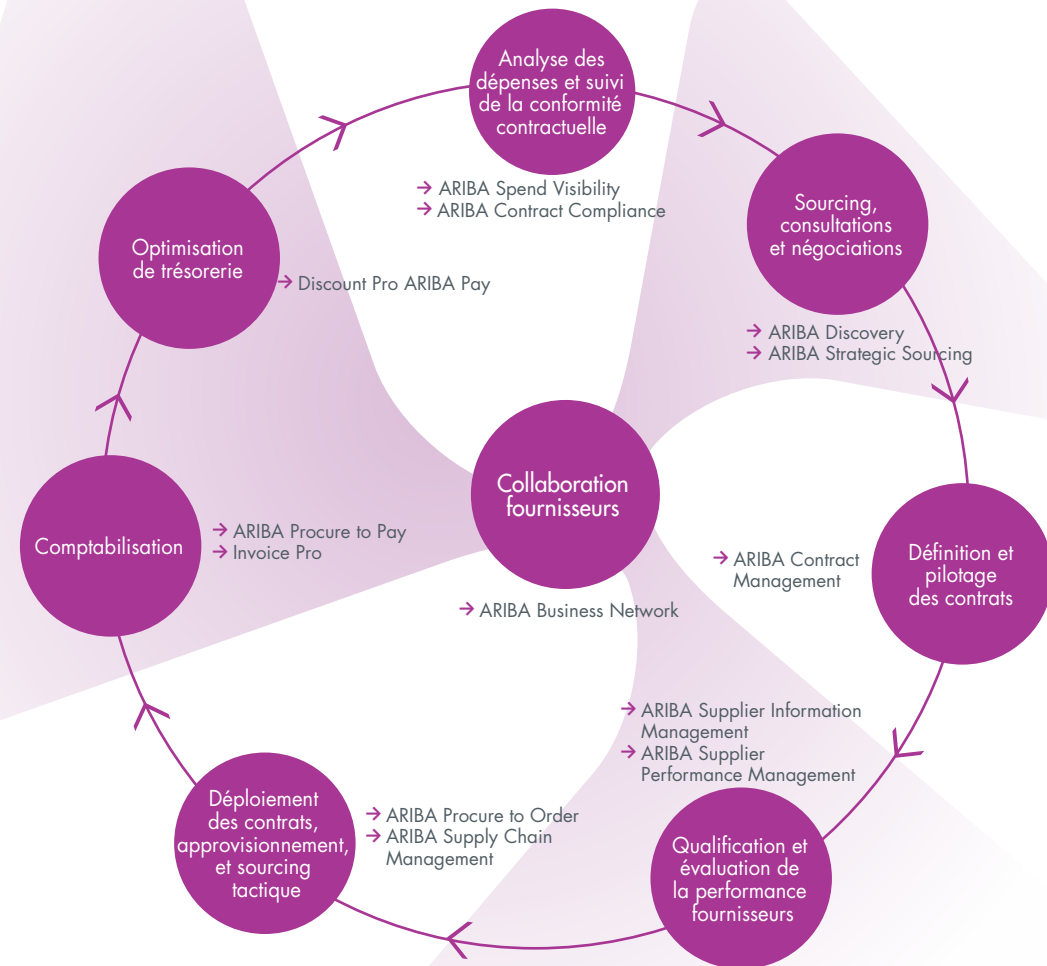 Analyse des
dépenses et suivi
de la conformité
contractuelle
→ ARIBA Spend Visibility
→ ARIBA Contract Compliance
Sourcing,
consultations
et négociations
→ ARIBA Discovery
→ ARIBA Strategic Sourcing
Optimisation
de trésorerie
→ Discount Pro ARIBA Pay
Collaboration
fournisseurs
→ ARIBA Business Network
Définition et
pilotage
des contrats
→ ARIBA Contract
Management
Comptabilisation
→ ARIBA Procure to Pay
→ Invoice Pro
→ ARIBA Supplier Information
Management
→ ARIBA Supplier
Performance Management
Qualification et
évaluation de
la performance
fournisseurs
Déploiement
des contrats,
approvisionnement,
et sourcing
tactique
→ ARIBA Procure to Order
→ ARIBA Supply Chain
Management